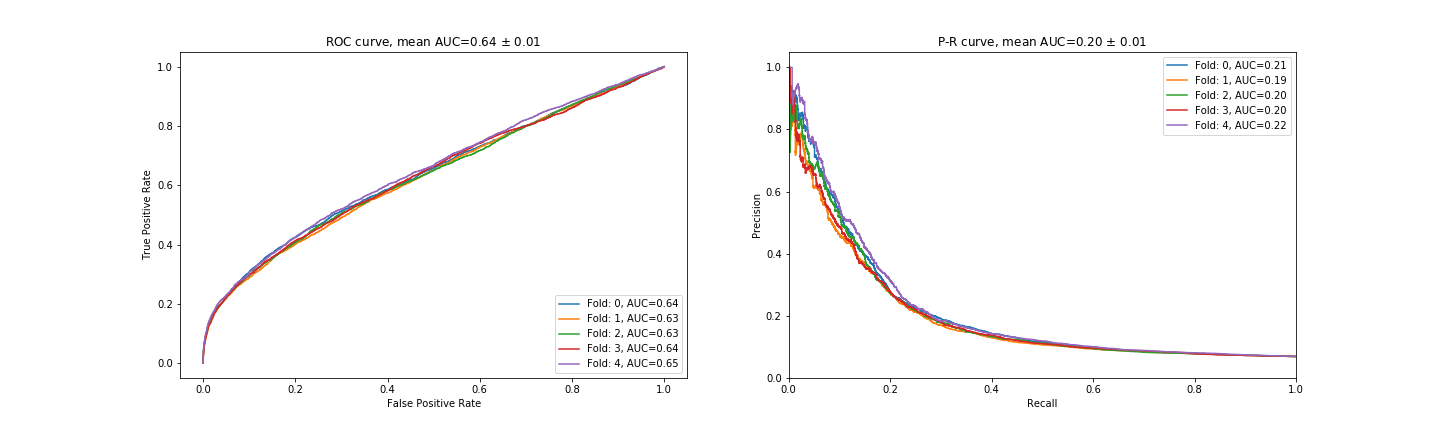 ROC curve, mean AUC=0.64 ± 0.01
True Positive Rate
1.0
0.8
0.6
0.4
0.2
0.0
0.0 0.2 0.4 0.6 0.8 1.0
False Positive Rate
Fold: 0, AUC=0.64
Fold: 1, AUC=0.63
Fold: 2, AUC=0.63
Fold: 3, AUC=0.64
Fold: 4, AUC=0.65
P-R curve, mean AUC=0.20 ± 0.01
Precision
1.0
0.8
0.6
0.4
0.2
0.0
0.0 0.2 0.4 0.6 0.8 1.0
Recall
Fold: 0, AUC=0.21
Fold: 1, AUC=0.19
Fold: 2, AUC=0.20
Fold: 3, AUC=0.20
Fold: 4, AUC=0.22